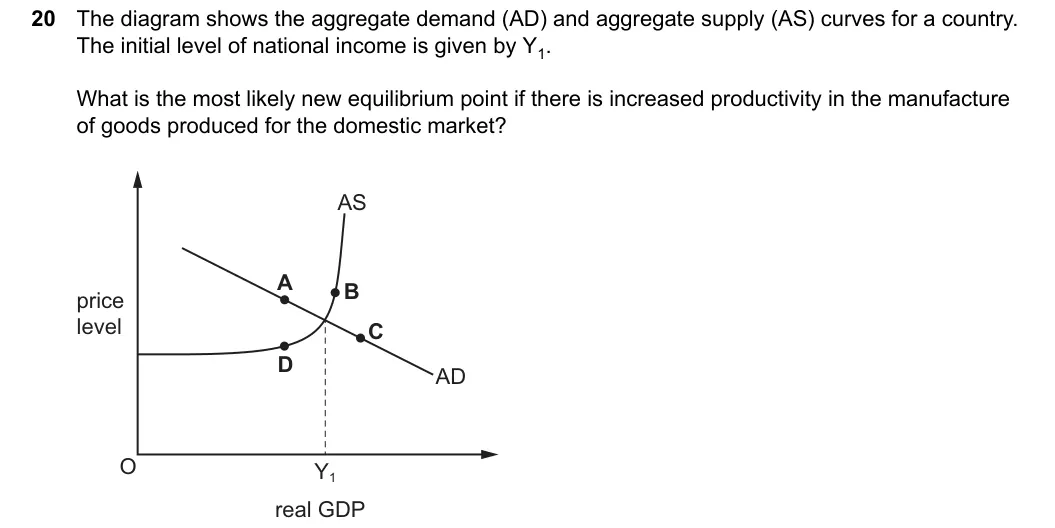 20 The diagram shows the aggregate demand (AD) and aggregate supply (AS) curves for a country.
The initial level of national income is given by Y₁.
What is the most likely new equilibrium point if there is increased productivity in the manufacture
of goods produced for the domestic market?
AS
A
B
price
level
C
D
AD
O
Y₁
real GDP